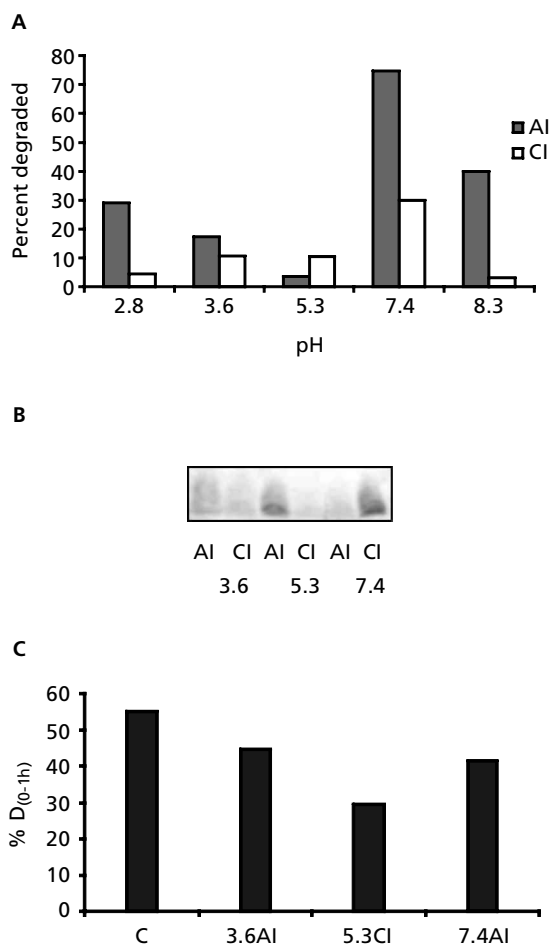 A
80
70
60
50
40
30
20
10
0
Percent degraded
AI
CI
2.8 3.6 5.3 7.4 8.3
pH
B
AI CI AI CI AI CI
3.6 5.3 7.4
C
60
50
40
30
20
10
0
% D(0-1h)
C 3.6AI 5.3CI 7.4AI